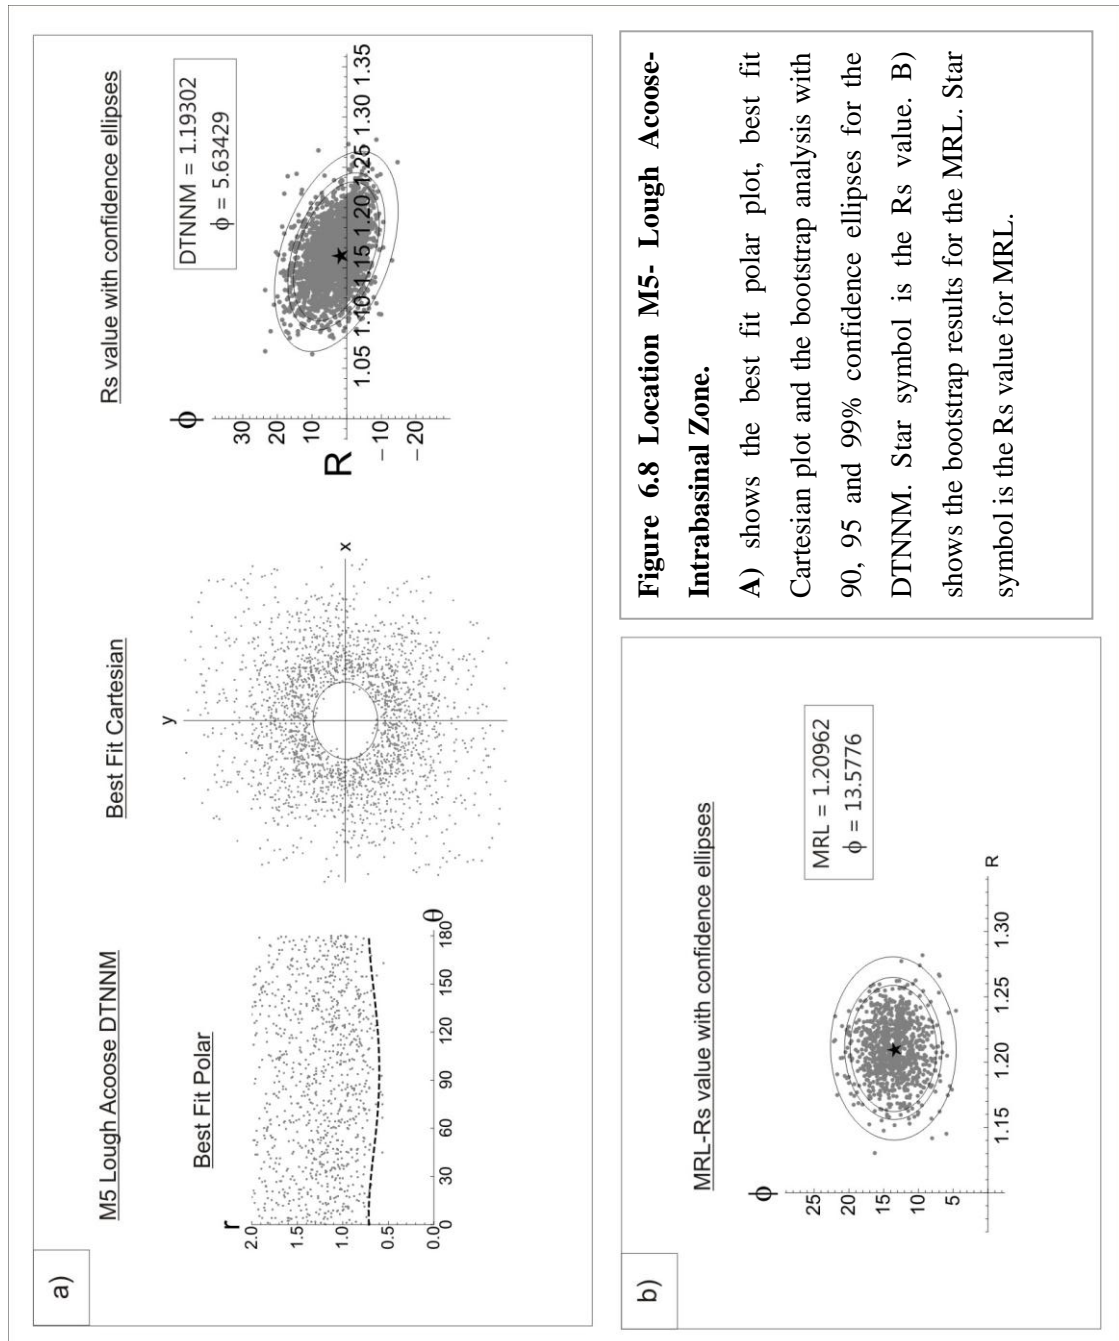 a)
M5 Lough Acoose DTNNM
Best Fit Polar
r
2.0
1.5
1.0
0.5
0.0
0 30 60 90 120 150 180
θ
Best Fit Cartesian
y
x
Rs value with confidence ellipses
DTNNM = 1.19302
ϕ = 5.63429
ϕ
30
20
10
R
−10
−20
1.05 1.10 1.15 1.20 1.25 1.30 1.35
b)
MRL-Rs value with confidence ellipses
MRL = 1.20962
ϕ = 13.5776
ϕ
25
20
15
10
5
1.15 1.20 1.25 1.30
R
Figure 6.8 Location M5- Lough Acoose-
Intrabasinal Zone.
A) shows the best fit polar plot, best fit
Cartesian plot and the bootstrap analysis with
90, 95 and 99% confidence ellipses for the
DTNNM. Star symbol is the Rs value. B)
shows the bootstrap results for the MRL. Star
symbol is the Rs value for MRL.